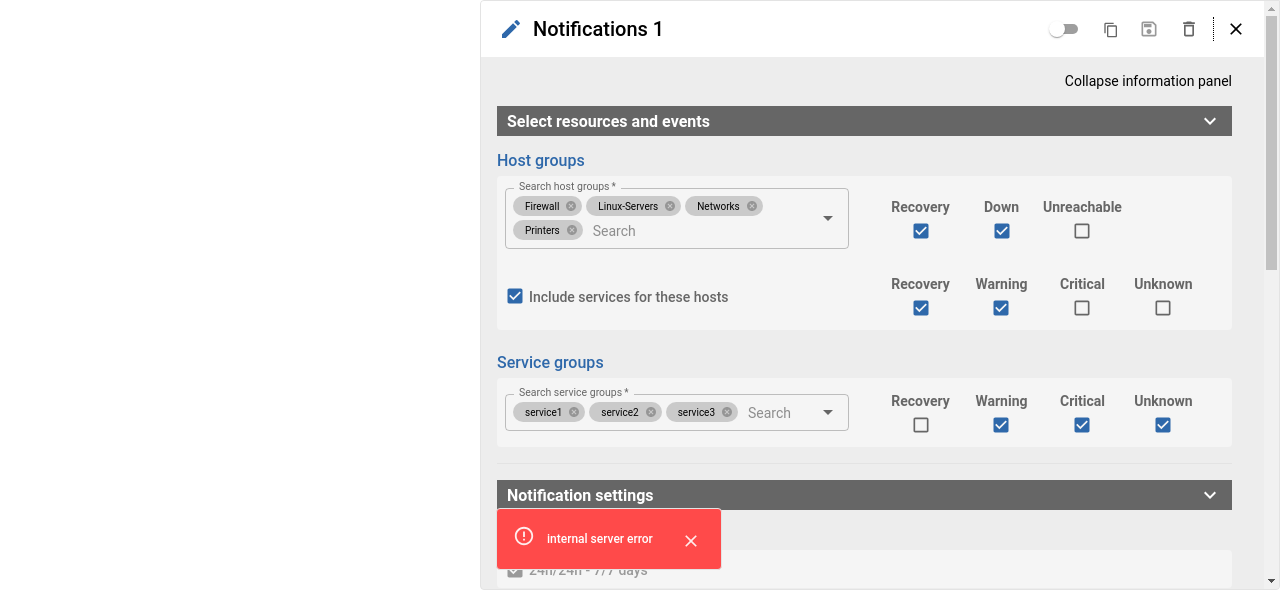 Notifications 1
Collapse information panel
Select resources and events
Host groups
Search host groups *
Firewall Linux-Servers Networks
Printers Search
Recovery Down Unreachable
Include services for these hosts
Recovery Warning Critical Unknown
Service groups
Search service groups *
service1 service2 service3 Search
Recovery Warning Critical Unknown
Notification settings
internal server error
24h/24h - 7/7 days